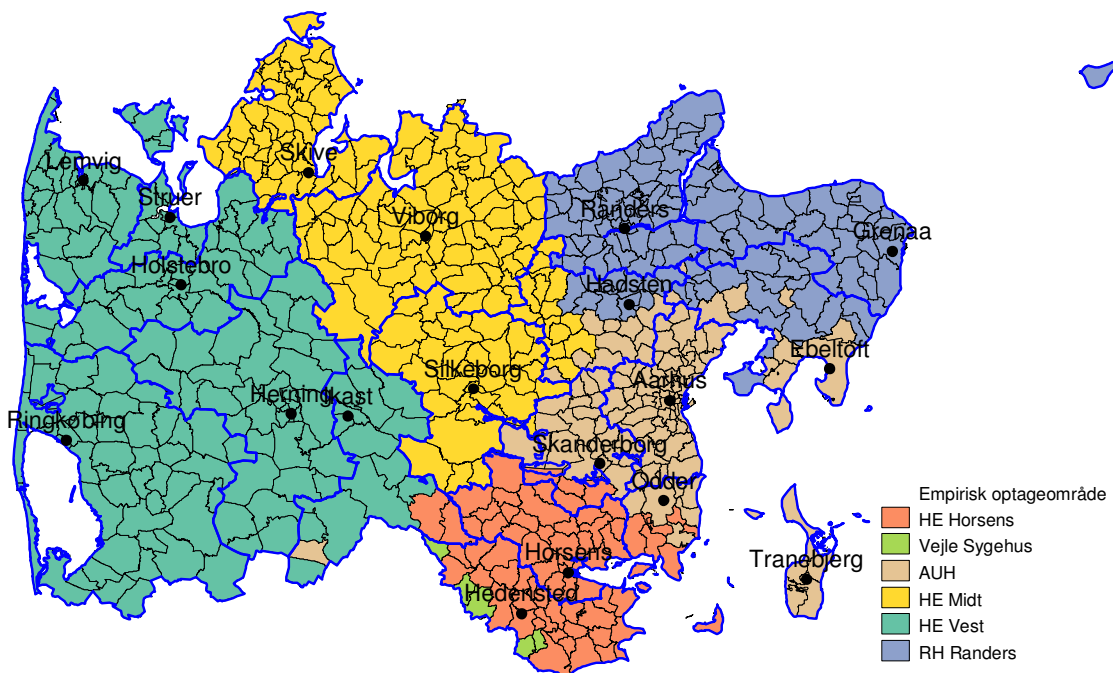 Skive
Lemvig
Struer
Viborg
Randers
Grenaa
Holstebro
Hadsten
Ebeltoft
Silkeborg
Aarhus
Herning
Ikast
Ringkøbing
Skanderborg
Odder
Horsens
Tranebjerg
Hedensted
Empirisk optageområde
HE Horsens
Vejle Sygehus
AUH
HE Midt
HE Vest
RH Randers